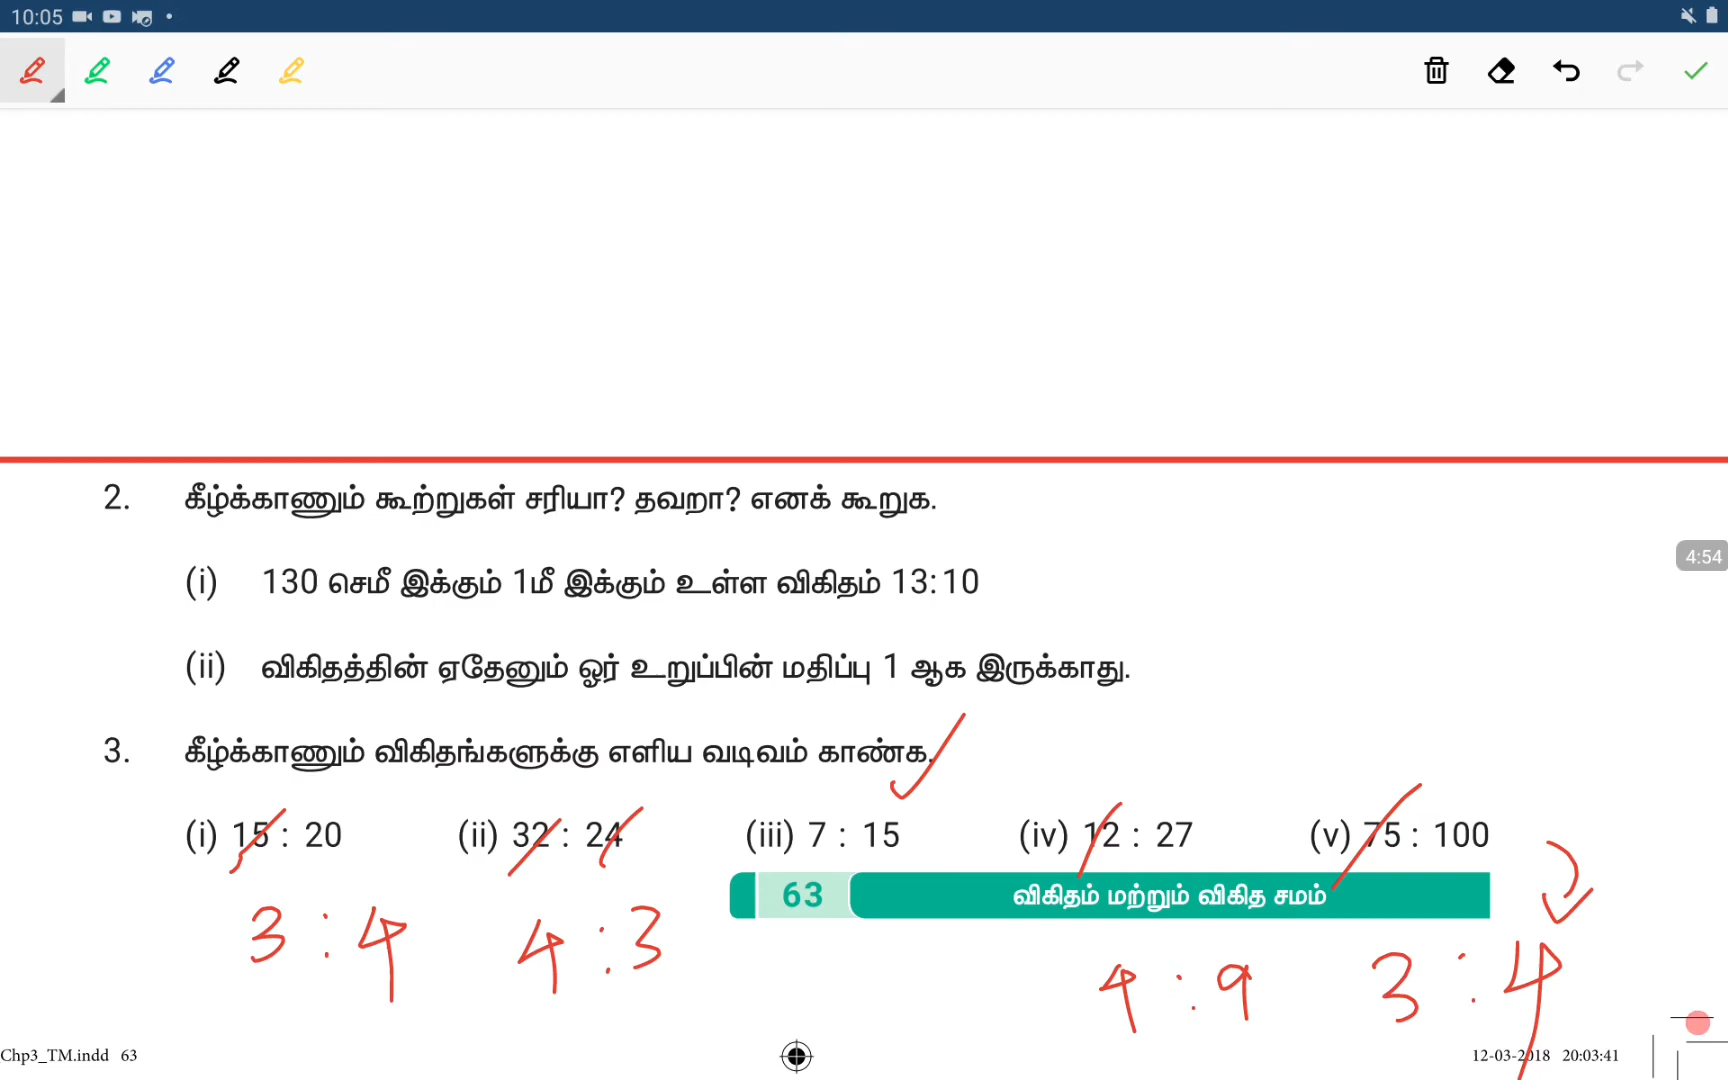 10:05
2. கீழ்க்காணும் கூற்றுகள் சரியா? தவறா? எனக் கூறுக.
4:54
(i) 130 செமீ இக்கும் 1மீ இக்கும் உள்ள விகிதம் 13:10
(ii) விகிதத்தின் ஏதேனும் ஓர் உறுப்பின் மதிப்பு 1 ஆக இருக்காது.
3. கீழ்க்காணும் விகிதங்களுக்கு எளிய வடிவம் காண்க.
(i) 15 : 20 (ii) 32 : 24 (iii) 7 : 15 (iv) 12 : 27 (v) 75 : 100
63 விகிதம் மற்றும் விகித சமம்
3 : 4 4 : 3 4 : 9 3 : 4
Chp3_TM.indd 63 12-03-2018 20:03:41